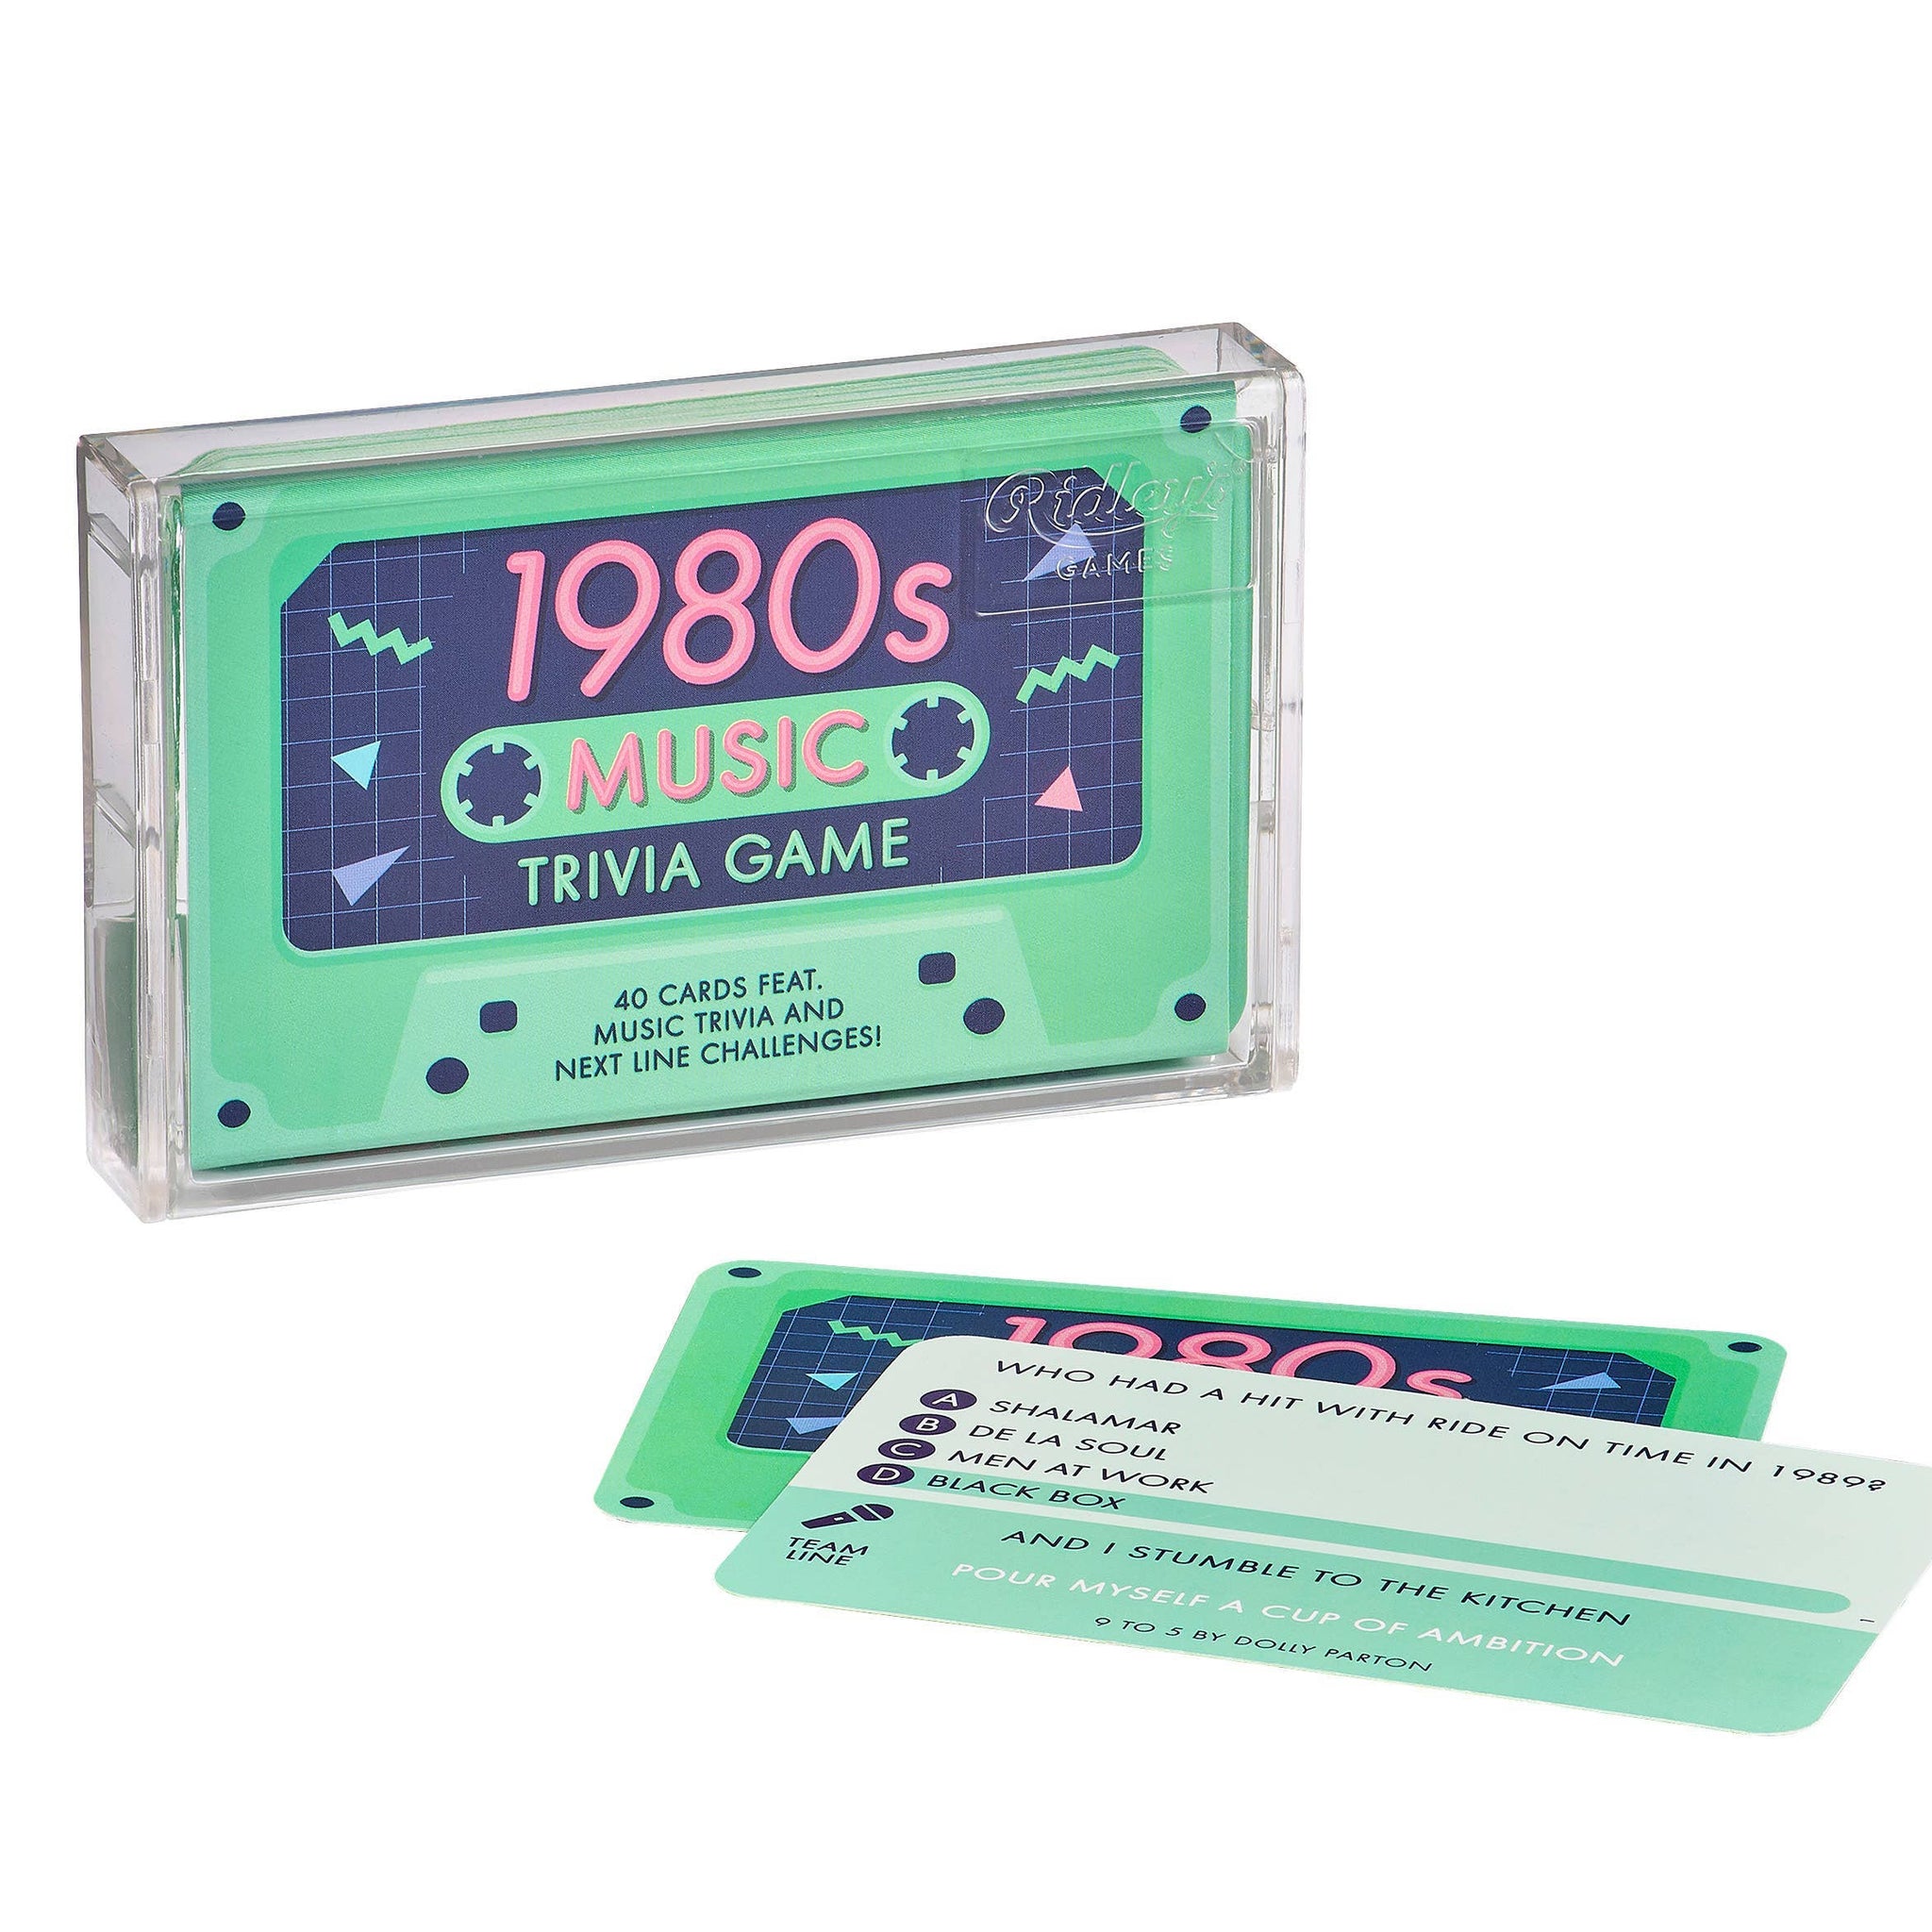 Ridley's
GAMES
1980s
MUSIC
TRIVIA GAME
40 CARDS FEAT.
MUSIC TRIVIA AND
NEXT LINE CHALLENGES!
1980s
WHO HAD A HIT WITH RIDE ON TIME IN 1989?
A SHALAMAR
B DE LA SOUL
C MEN AT WORK
D BLACK BOX
TEAM
LINE
AND I STUMBLE TO THE KITCHEN
POUR MYSELF A CUP OF AMBITION
9 TO 5 BY DOLLY PARTON